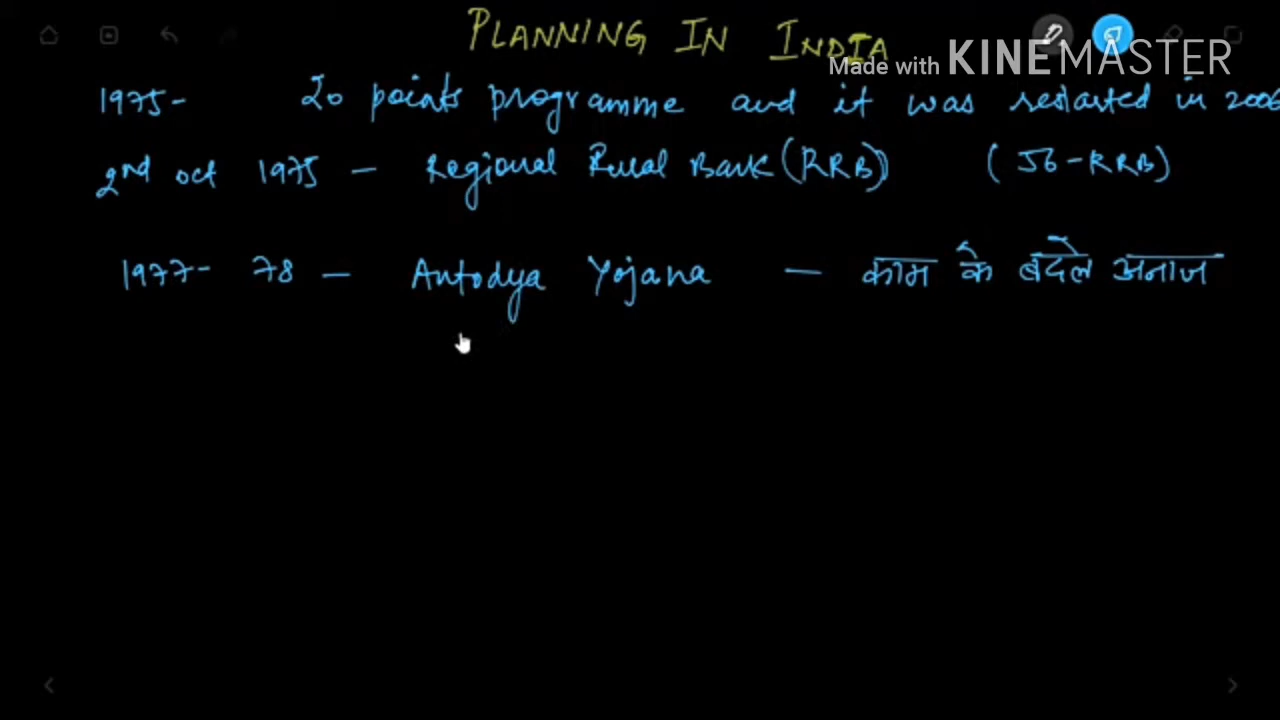 PLANNING IN INDIA
Made with KINEMASTER
1975- 20 points programme and it was restarted in 2006
2nd oct 1975 – Regional Rural Bank (RRB) (56-RRB)
1977- 78 – Antodya Yojana – काम के बदले अनाज